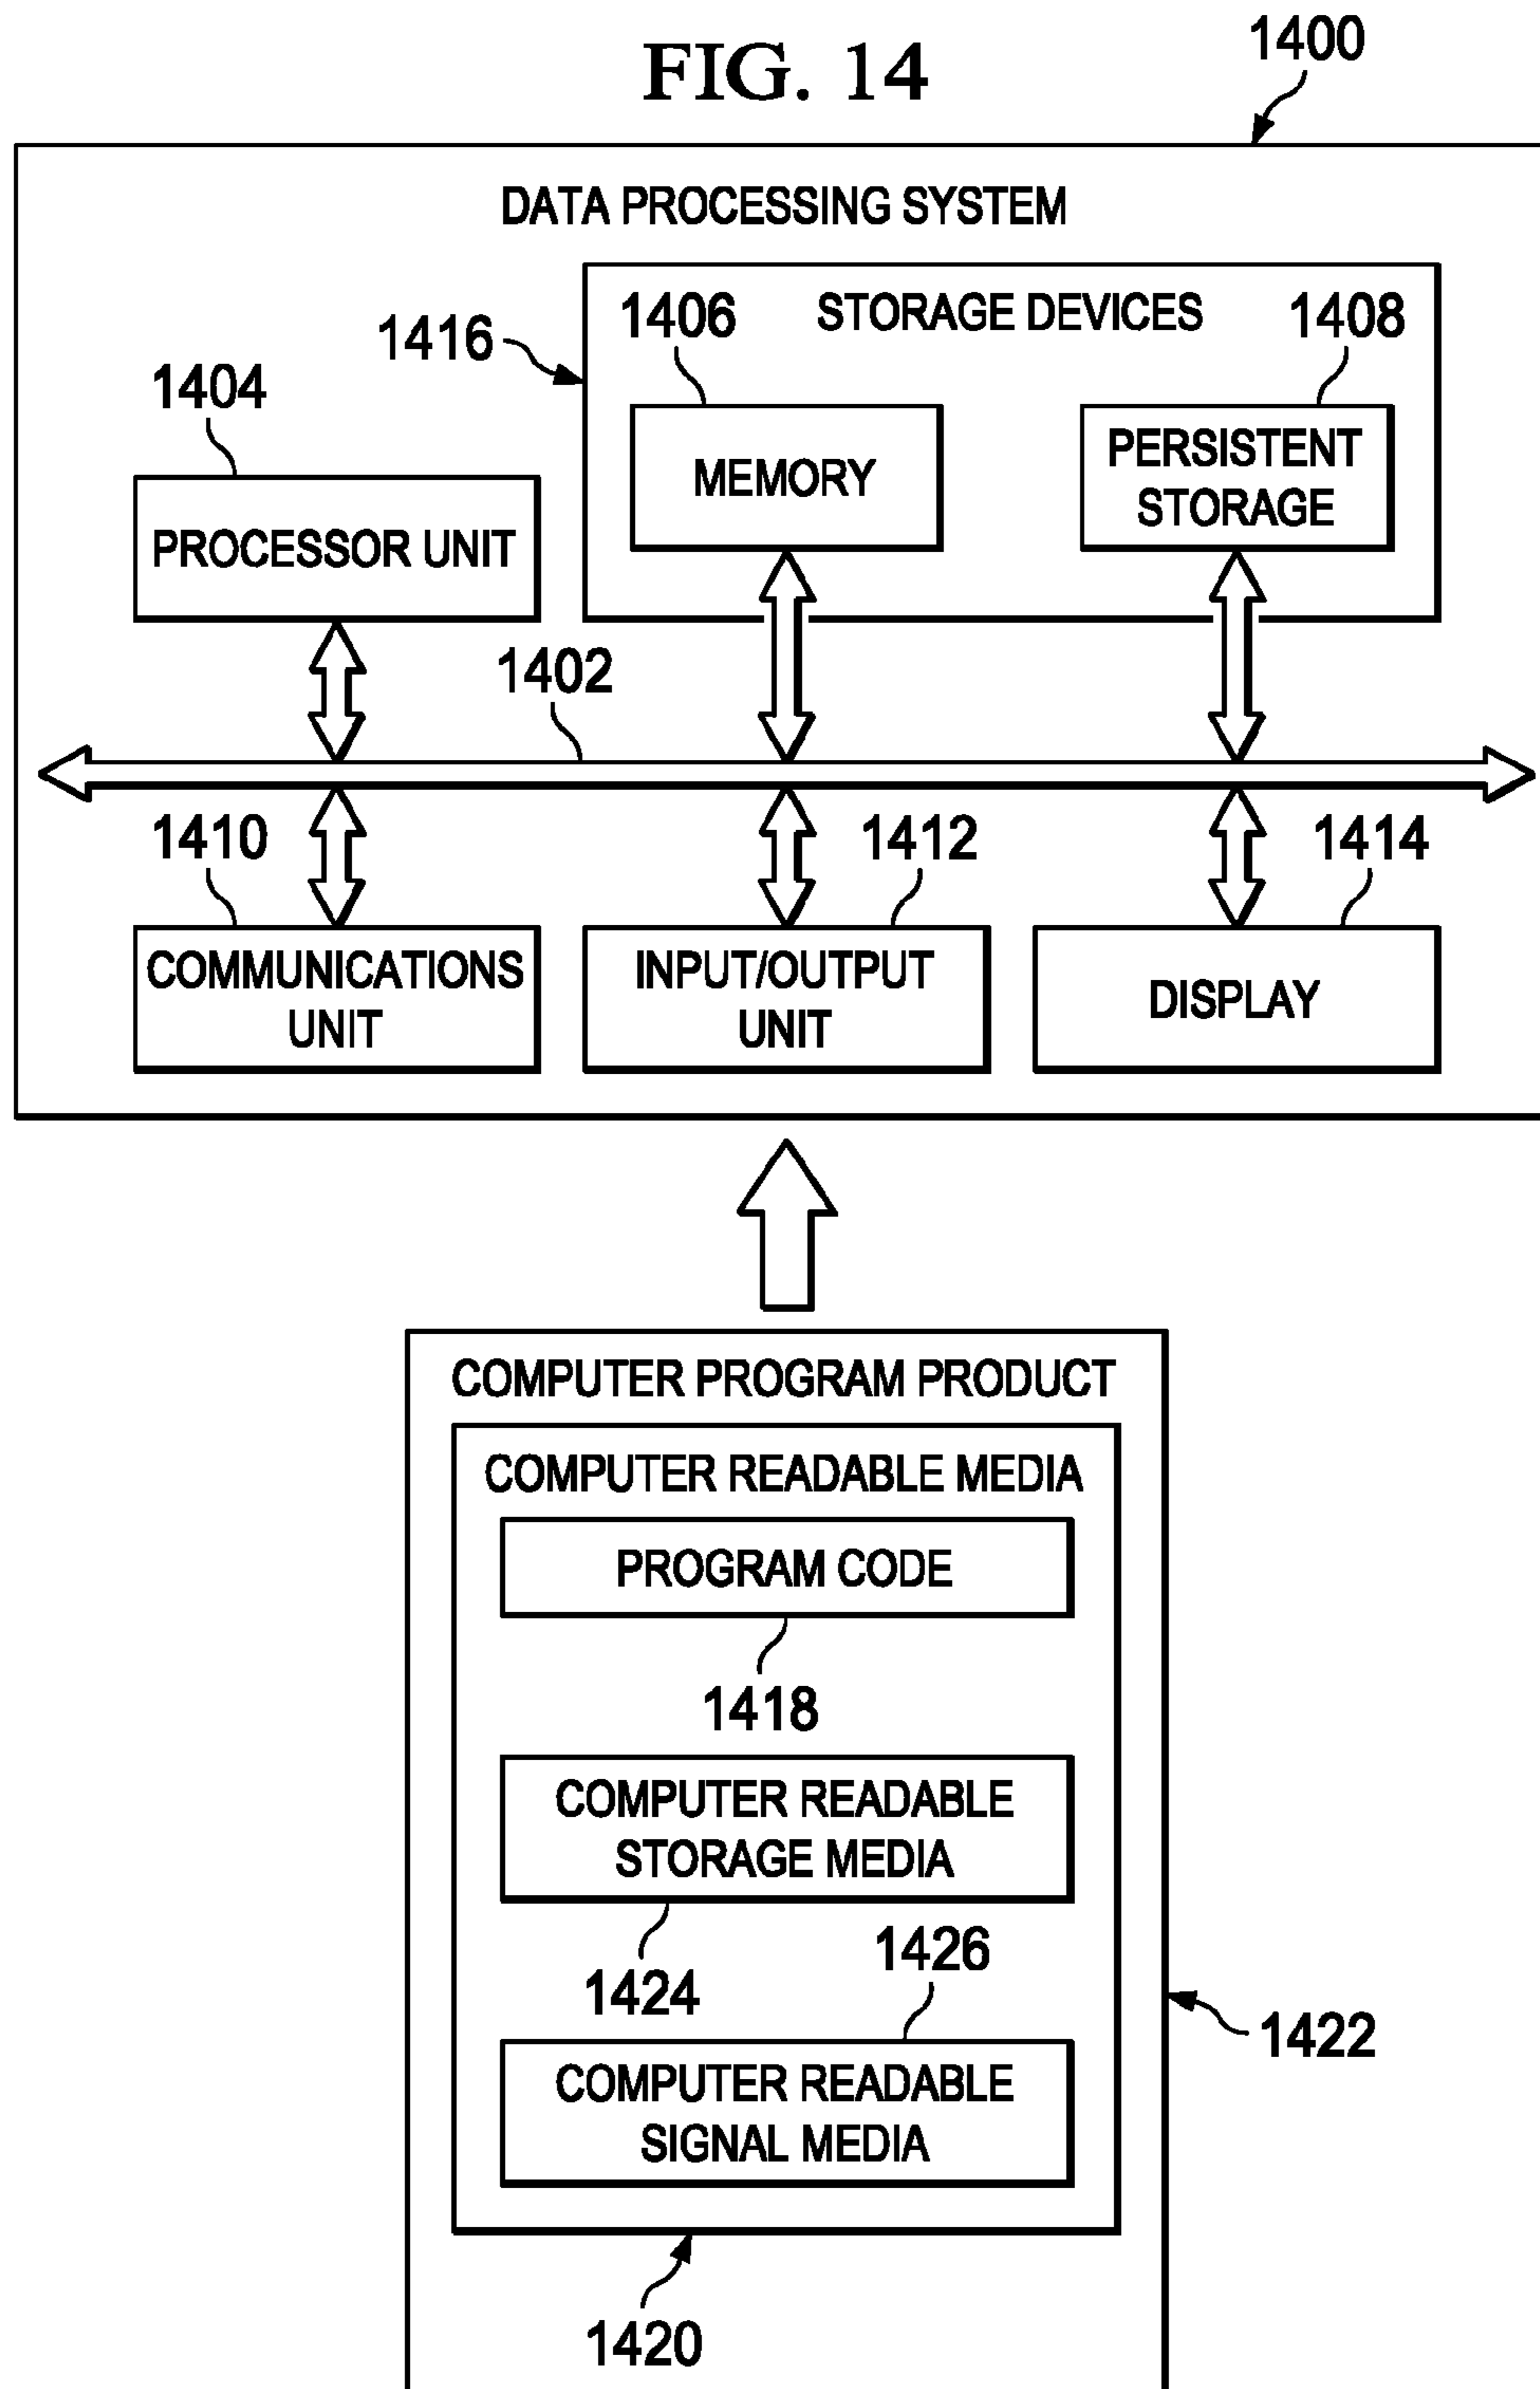 FIG. 14
1400
DATA PROCESSING SYSTEM
1416
1406
STORAGE DEVICES
1408
1404
MEMORY
PERSISTENT
STORAGE
PROCESSOR UNIT
1402
1410
1412
1414
COMMUNICATIONS
UNIT
INPUT/OUTPUT
UNIT
DISPLAY
COMPUTER PROGRAM PRODUCT
COMPUTER READABLE MEDIA
PROGRAM CODE
1418
COMPUTER READABLE
STORAGE MEDIA
1424
1426
COMPUTER READABLE
SIGNAL MEDIA
1422
1420